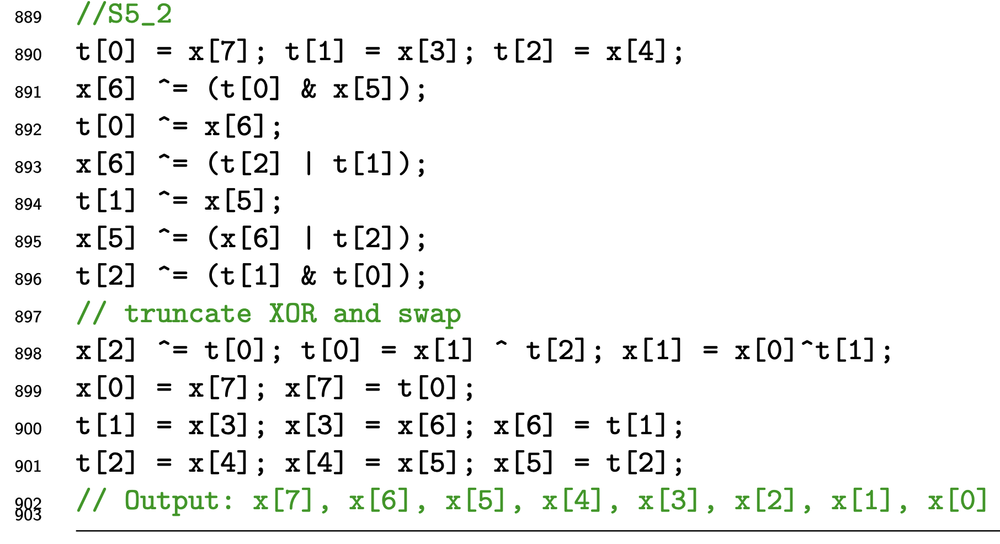 889 //S5_2
890 t[0] = x[7]; t[1] = x[3]; t[2] = x[4];
891 x[6] ^= (t[0] & x[5]);
892 t[0] ^= x[6];
893 x[6] ^= (t[2] | t[1]);
894 t[1] ^= x[5];
895 x[5] ^= (x[6] | t[2]);
896 t[2] ^= (t[1] & t[0]);
897 // truncate XOR and swap
898 x[2] ^= t[0]; t[0] = x[1] ^ t[2]; x[1] = x[0]^t[1];
899 x[0] = x[7]; x[7] = t[0];
900 t[1] = x[3]; x[3] = x[6]; x[6] = t[1];
901 t[2] = x[4]; x[4] = x[5]; x[5] = t[2];
902 // Output: x[7], x[6], x[5], x[4], x[3], x[2], x[1], x[0]
903